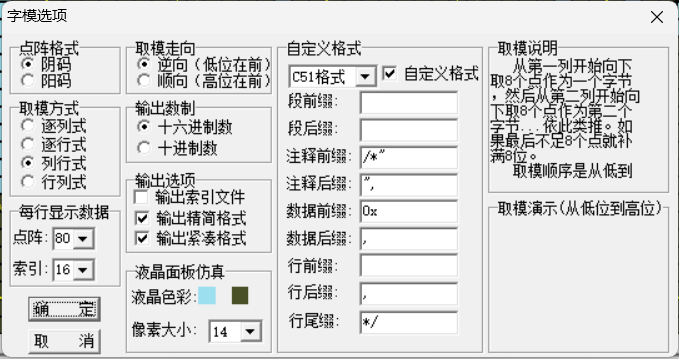 字模选项
点阵格式
阴码
阳码
取模方式
逐列式
逐行式
列行式
行列式
每行显示数据
点阵: 80
索引: 16
确 定
取 消
取模走向
逆向（低位在前）
顺向（高位在前）
输出数制
十六进制数
十进制数
输出选项
输出索引文件
输出精简格式
输出紧凑格式
液晶面板仿真
液晶色彩:
像素大小: 14
自定义格式
C51格式 自定义格式
段前缀:
段后缀:
注释前缀: /*"
注释后缀: ",
数据前缀: 0x
数据后缀: ,
行前缀:
行后缀: ,
行尾缀: */
取模说明
从第一列开始向下
取8个点作为一个字节
，然后从第二列开始向
下取8个点作为第二个
字节...依此类推。如
果最后不足8个点就补
满8位。
取模顺序是从低到
取模演示(从低位到高位)